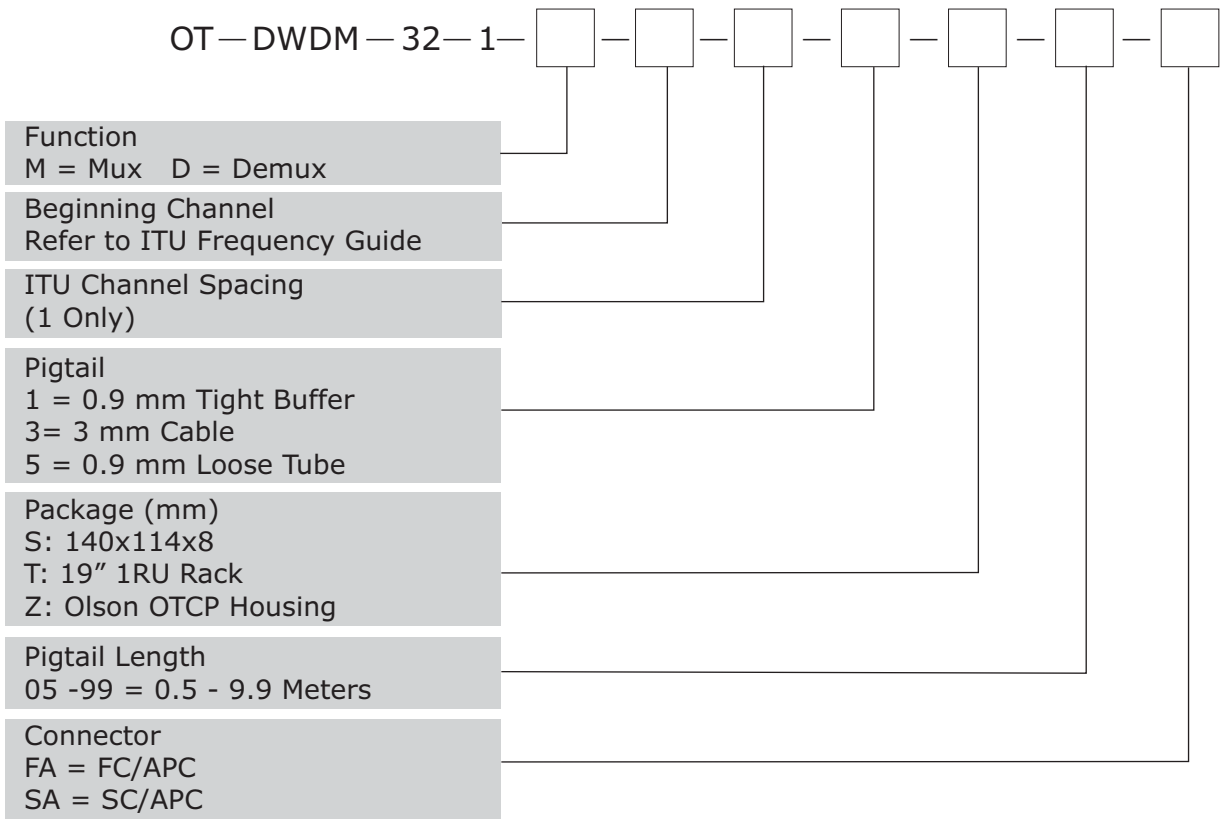 OT—DWDM—32—1— — — — — — —
Function
M = Mux   D = Demux
Beginning Channel
Refer to ITU Frequency Guide
ITU Channel Spacing
(1 Only)
Pigtail
1 = 0.9 mm Tight Buffer
3= 3 mm Cable
5 = 0.9 mm Loose Tube
Package (mm)
S: 140x114x8
T: 19” 1RU Rack
Z: Olson OTCP Housing
Pigtail Length
05 -99 = 0.5 - 9.9 Meters
Connector
FA = FC/APC
SA = SC/APC